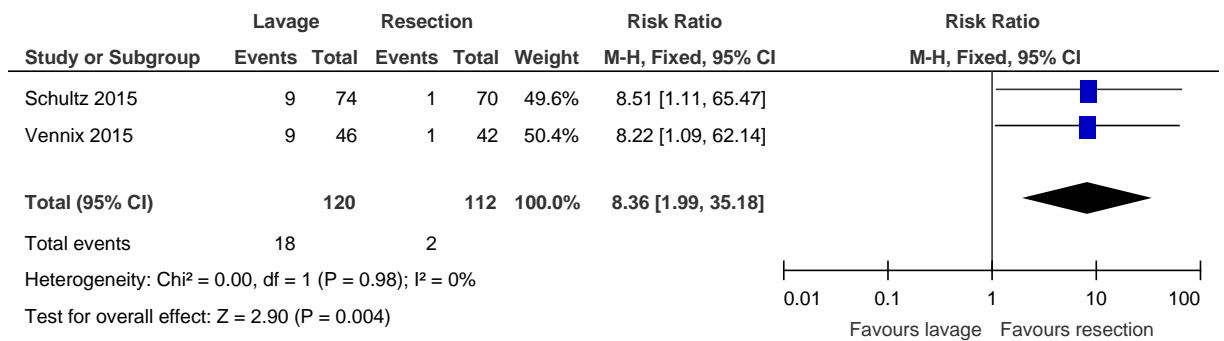 Lavage Resection Risk Ratio Risk Ratio
Study or Subgroup Events Total Events Total Weight M-H, Fixed, 95% CI M-H, Fixed, 95% CI
Schultz 2015 9 74 1 70 49.6% 8.51 [1.11, 65.47]
Vennix 2015 9 46 1 42 50.4% 8.22 [1.09, 62.14]
Total (95% CI) 120 112 100.0% 8.36 [1.99, 35.18]
Total events 18 2
Heterogeneity: Chi² = 0.00, df = 1 (P = 0.98); I² = 0%
Test for overall effect: Z = 2.90 (P = 0.004)
0.01 0.1 1 10 100
Favours lavage Favours resection